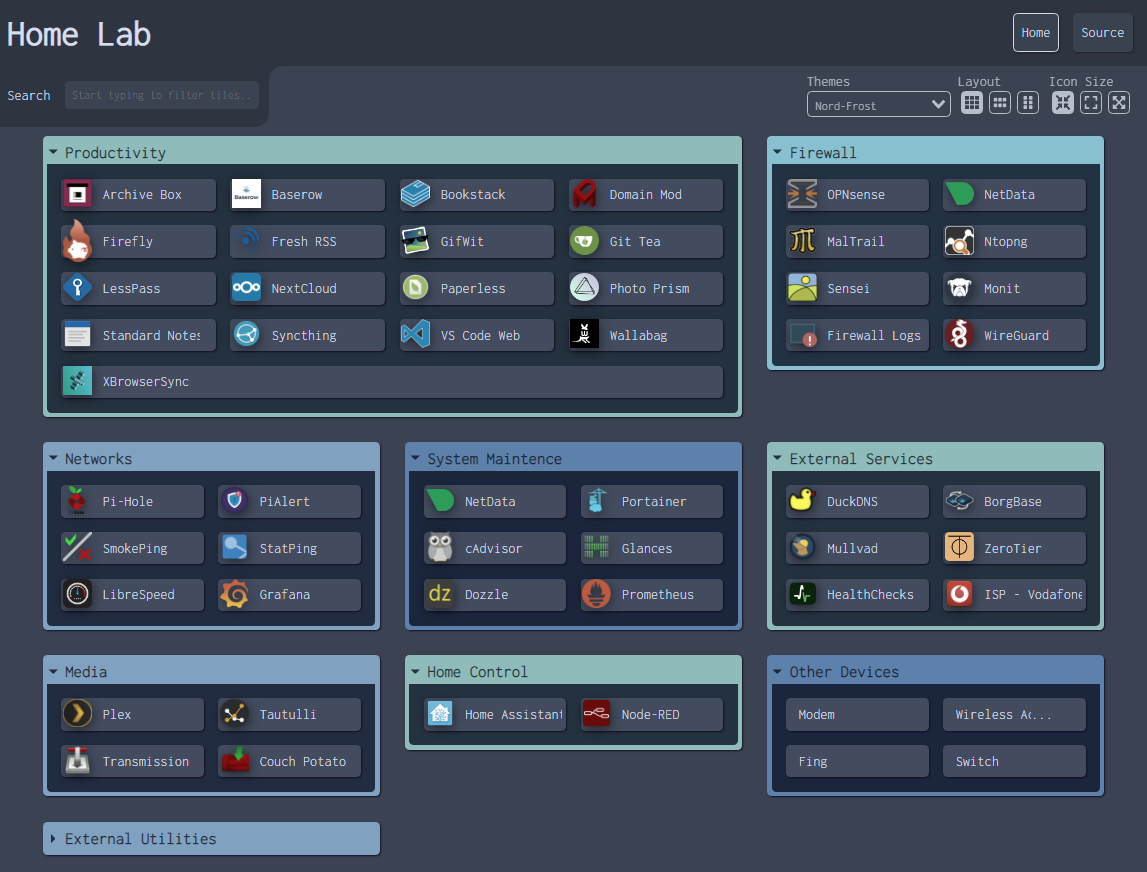 Home Lab
Home Source
Search Start typing to filter tiles..
Themes Layout Icon Size
Nord-Frost
Productivity
Archive Box Baserow Bookstack Domain Mod
Firefly Fresh RSS GifWit Git Tea
LessPass NextCloud Paperless Photo Prism
Standard Notes Syncthing VS Code Web Wallabag
XBrowserSync
Firewall
OPNsense NetData
MalTrail Ntopng
Sensei Monit
Firewall Logs WireGuard
Networks
Pi-Hole PiAlert
SmokePing StatPing
LibreSpeed Grafana
System Maintence
NetData Portainer
cAdvisor Glances
dz Dozzle Prometheus
External Services
DuckDNS BorgBase
Mullvad ZeroTier
HealthChecks ISP - Vodafone
Media
Plex Tautulli
Transmission Couch Potato
Home Control
Home Assistant Node-RED
Other Devices
Modem Wireless Ac...
Fing Switch
External Utilities